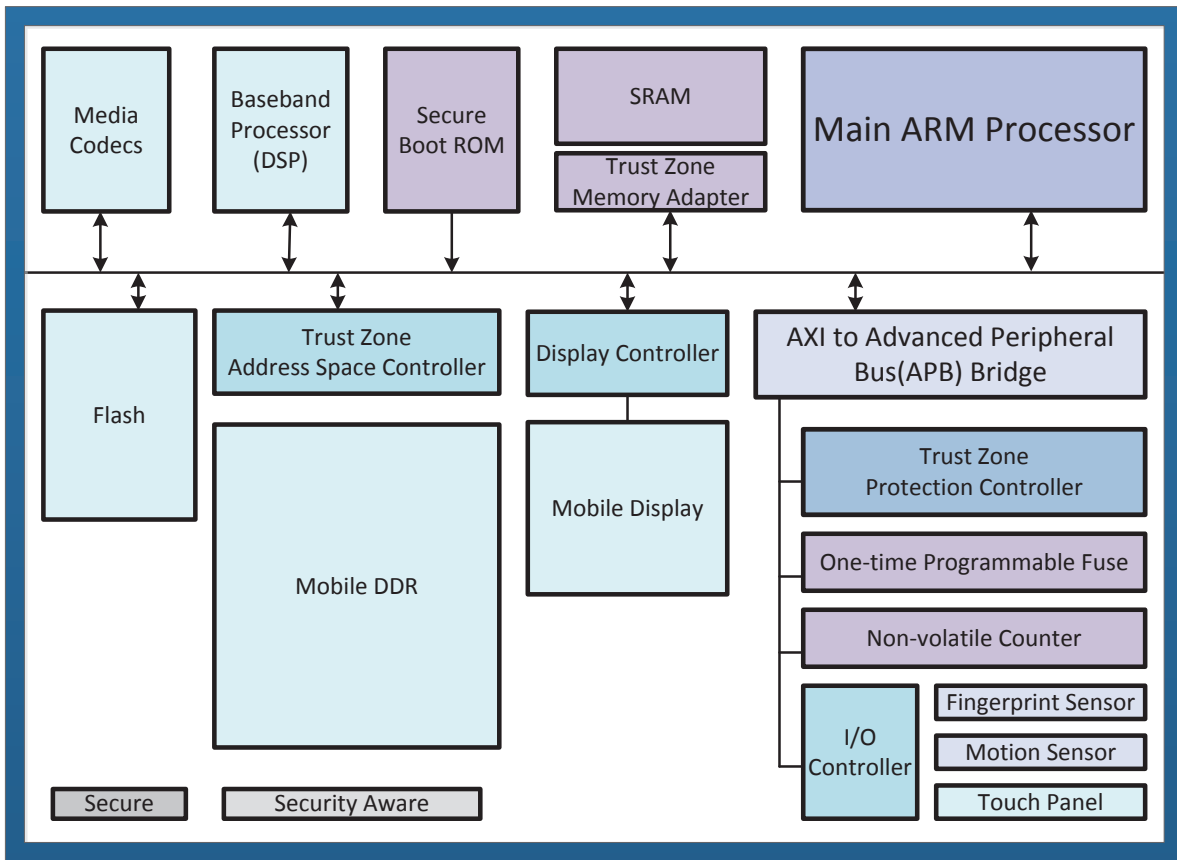 Media
Codecs
Baseband
Processor
(DSP)
Secure
Boot ROM
SRAM
Trust Zone
Memory Adapter
Main ARM Processor
Flash
Trust Zone
Address Space Controller
Mobile DDR
Display Controller
Mobile Display
AXI to Advanced Peripheral
Bus(APB) Bridge
Trust Zone
Protection Controller
One-time Programmable Fuse
Non-volatile Counter
I/O
Controller
Fingerprint Sensor
Motion Sensor
Touch Panel
Secure
Security Aware